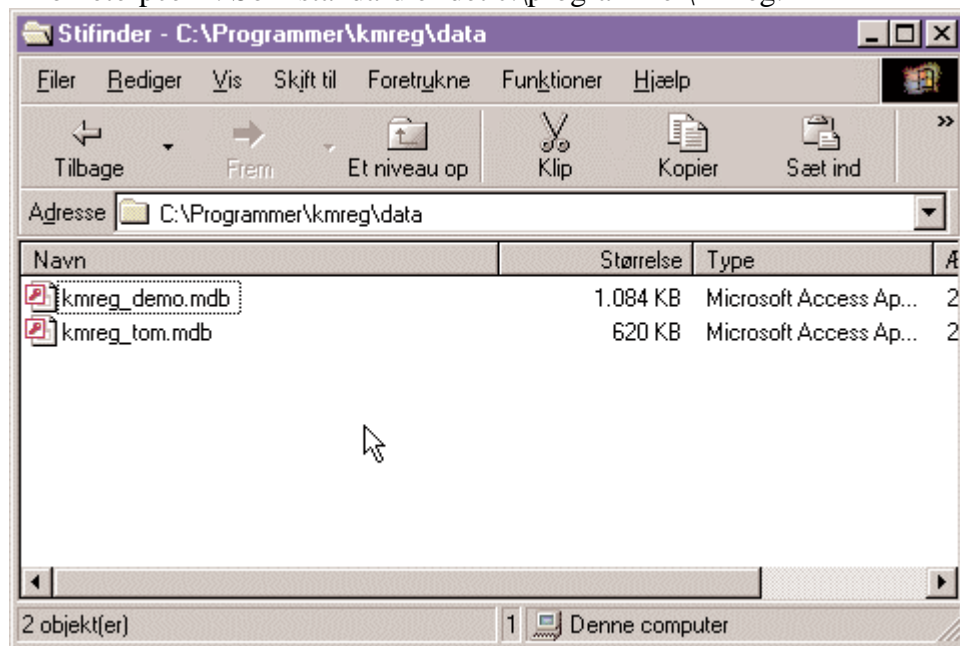 Stifinder - C:\Programmer\kmreg\data
Filer Rediger Vis Skift til Foretrukne Funktioner Hjælp
Tilbage Frem Et niveau op Klip Kopier Sæt ind »
Adresse C:\Programmer\kmreg\data
Navn Størrelse Type Æ
kmreg_demo.mdb 1.084 KB Microsoft Access Ap... 2
kmreg_tom.mdb 620 KB Microsoft Access Ap... 2
2 objekt(er) 1 Denne computer